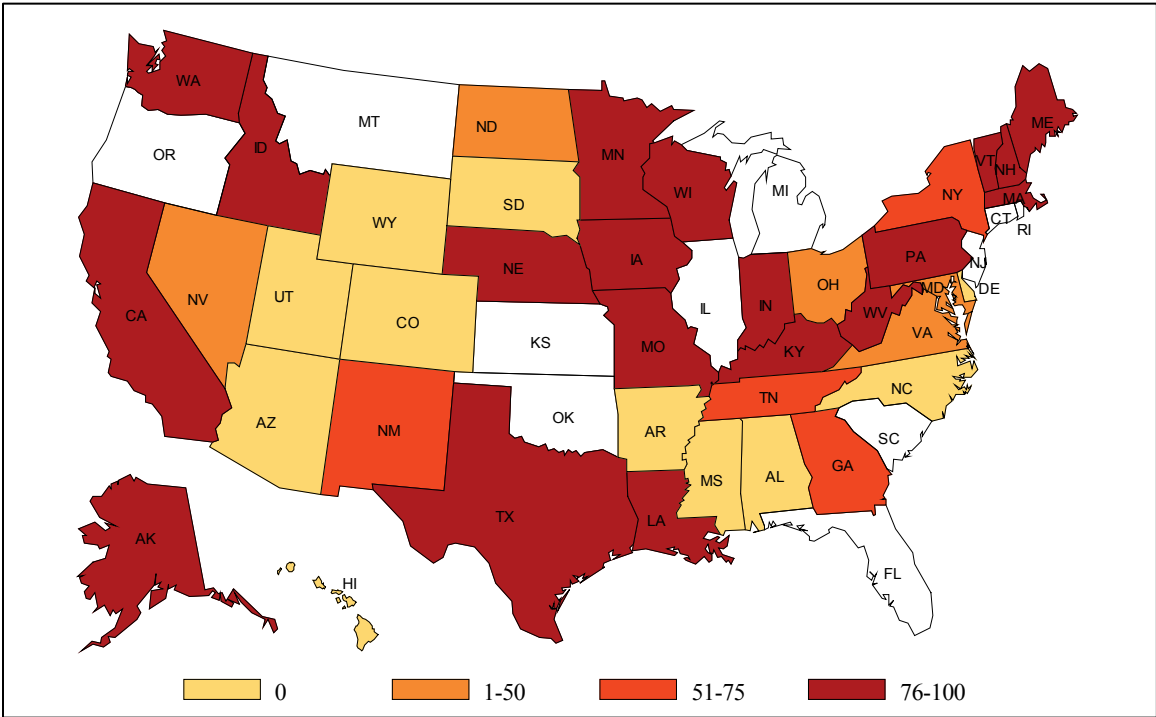 WA
MT
ND
OR
ID
MN
SD
WI
MI
WY
NE
IA
NV
UT
CO
CA
KS
MO
IL
IN
OH
KY
WV
PA
NY
VT
NH
ME
MA
CT
RI
NJ
DE
MD
VA
NC
TN
AZ
NM
OK
AR
SC
MS
AL
GA
TX
LA
FL
AK
HI
0 1-50 51-75 76-100